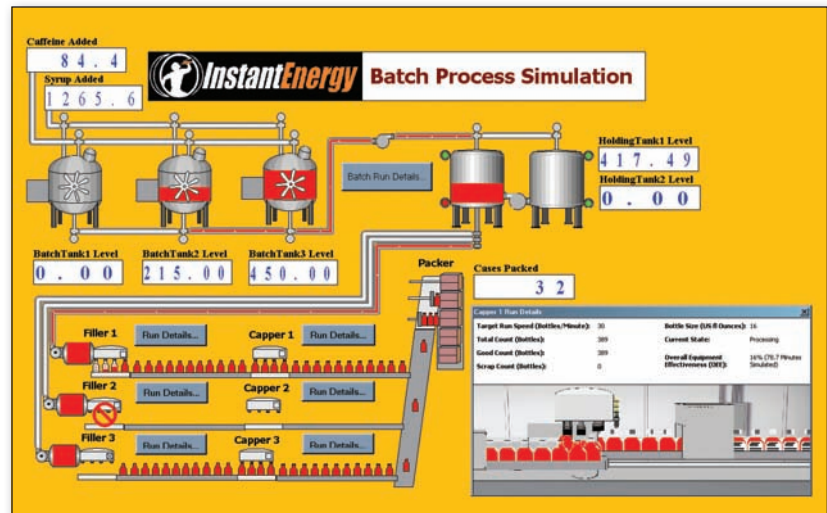 Caffeine Added
84.4
Syrup Added
1265.6
InstantEnergy Batch Process Simulation
Batch Run Details...
HoldingTank1 Level
417.49
HoldingTank2 Level
0.00
BatchTank1 Level BatchTank2 Level BatchTank3 Level
0.00 215.00 450.00
Packer
Cases Packed
32
Filler 1 Run Details... Capper 1 Run Details...
Filler 2 Run Details... Capper 2
Filler 3 Run Details... Capper 3 Run Details...
Capper 1 Run Details
Target Run Speed (Bottles/Minute): 30 Bottle Size (US fl Ounces): 16
Total Count (Bottles): 389 Current State: Processing
Good Count (Bottles): 389
Scrap Count (Bottles): 0
Overall Equipment Effectiveness (OEE): 16% (70.7 Minutes Simulated)
Run Details...